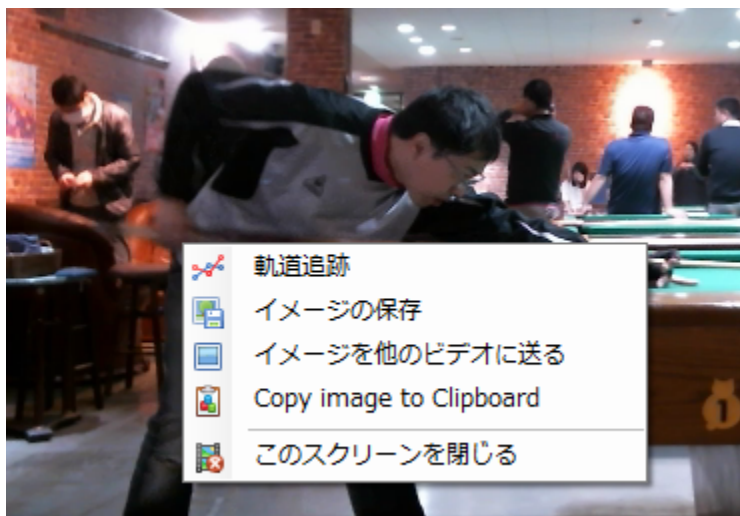 軌道追跡
イメージの保存
イメージを他のビデオに送る
Copy image to Clipboard
このスクリーンを閉じる
1